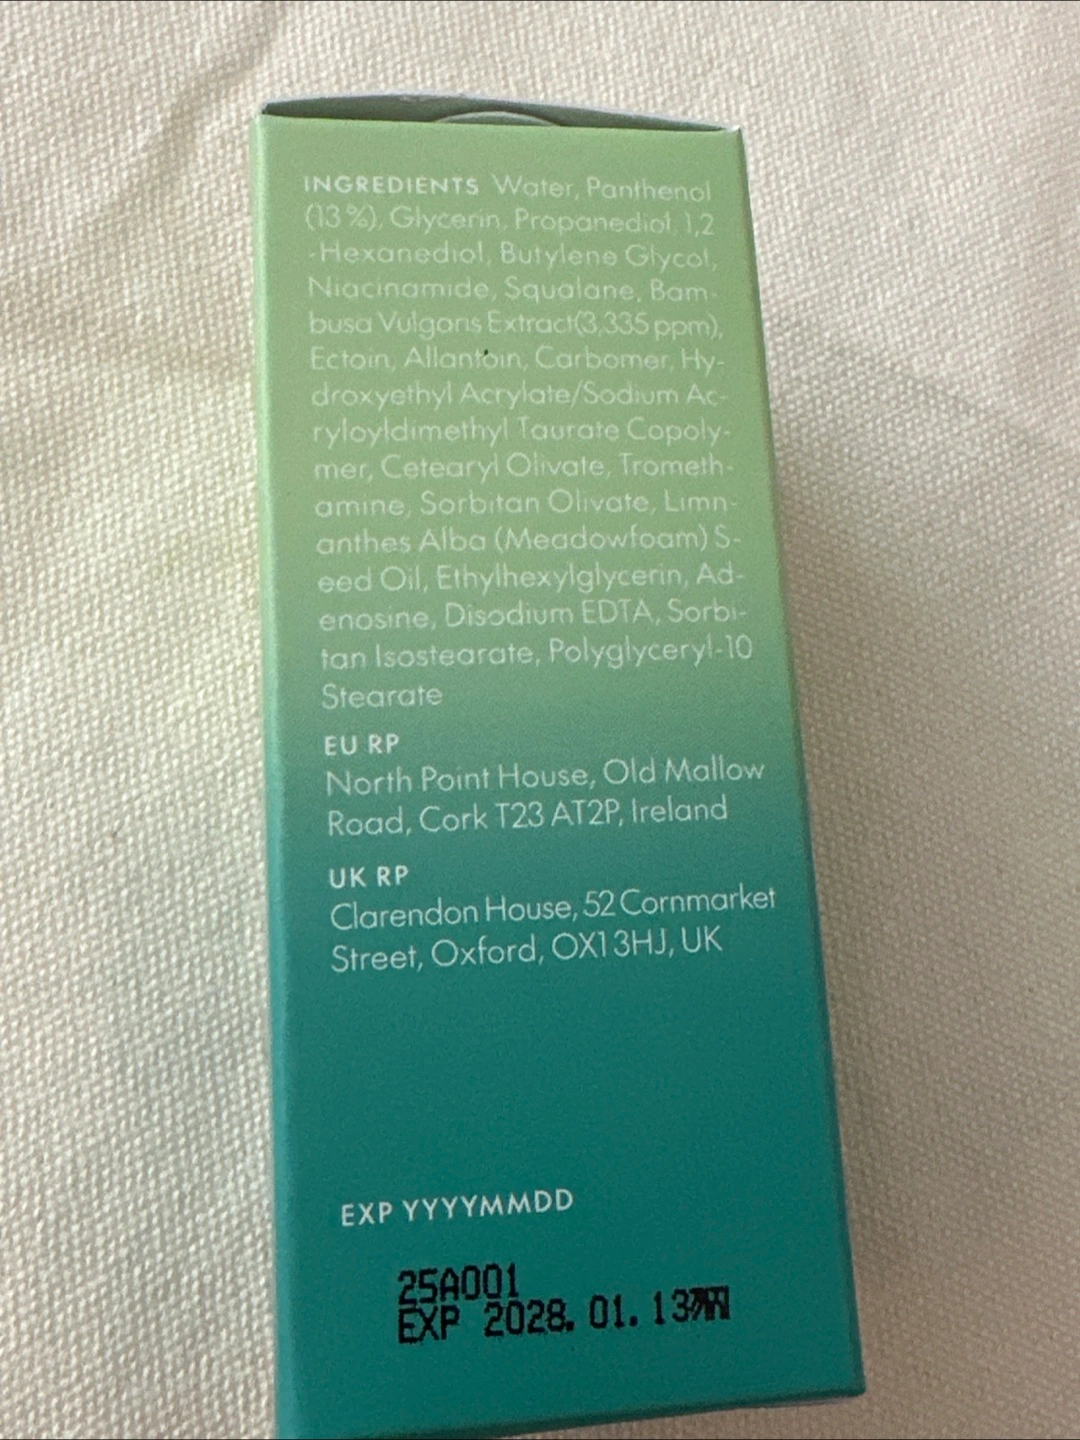 INGREDIENTS Water, Panthenol
(13 %), Glycerin, Propanediol, 1,2
-Hexanediol, Butylene Glycol,
Niacinamide, Squalane, Bam-
busa Vulgaris Extract(3,335 ppm),
Ectoin, Allantoin, Carbomer, Hy-
droxyethyl Acrylate/Sodium Ac-
ryloyldimethyl Taurate Copoly-
mer, Cetearyl Olivate, Trometh-
amine, Sorbitan Olivate, Limn-
anthes Alba (Meadowfoam) S-
eed Oil, Ethylhexylglycerin, Ad-
enosine, Disodium EDTA, Sorbi-
tan Isostearate, Polyglyceryl-10
Stearate
EU RP
North Point House, Old Mallow
Road, Cork T23 AT2P, Ireland
UK RP
Clarendon House, 52 Cornmarket
Street, Oxford, OX1 3HJ, UK
EXP YYYYMMDD
25A001
EXP 2028. 01. 13